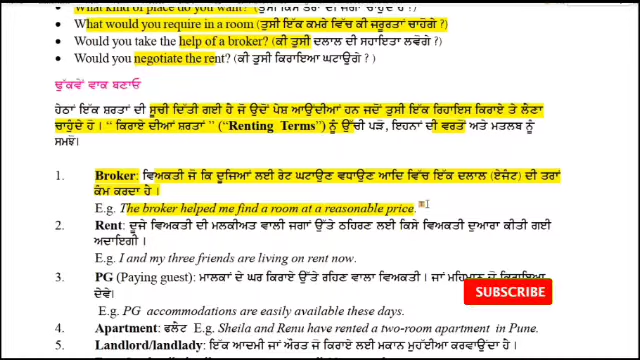 What kind of place do you want? (ਤੁਸੀਂ ਕਿਸ ਤਰਾਂ ਦੀ ਜਗਾਂ ਚਾਹੁੰਦੇ ਹੋ ?)
What would you require in a room (ਤੁਸੀ ਇੱਕ ਕਮਰੇ ਵਿੱਚ ਕੀ ਜਰੂਰਤਾ ਚਾਹੋਗੇ?)
Would you take the help of a broker? (ਕੀ ਤੁਸੀ ਦਲਾਲ ਦੀ ਸਹਾਇਤਾ ਲਵੋਗੇ?)
Would you negotiate the rent? (ਕੀ ਤੁਸੀ ਕਿਰਾਇਆ ਘਟਾਉਗੇ ?)
ਢੁੱਕਵੇਂ ਵਾਕ ਬਣਾਓ
ਹੇਠਾਂ ਇੱਕ ਸ਼ਰਤਾਂ ਦੀ ਸੂਚੀ ਦਿੱਤੀ ਗਈ ਹੈ ਜੋ ਉਦੋਂ ਪੇਸ਼ ਆਉਂਦੀਆਂ ਹਨ ਜਦੋਂ ਤੁਸੀ ਇੱਕ ਰਿਹਾਇਸ ਕਿਰਾਏ ਤੇ ਲੈਣਾ
ਚਾਹੁੰਦੇ ਹੋ। " ਕਿਰਾਏ ਦੀਆਂ ਸ਼ਰਤਾਂ" ("Renting Terms") ਨੂੰ ਉੱਚੀ ਪੜੋ, ਇਹਨਾਂ ਦੀ ਵਰਤੋਂ ਅਤੇ ਮਤਲਬ ਨੂੰ
ਸਮਝੋ।
1. Broker: ਵਿਅਕਤੀ ਜੋ ਕਿ ਦੂਜਿਆਂ ਲਈ ਰੇਟ ਘਟਾਉਣ ਵਧਾਉਣ ਆਦਿ ਵਿੱਚ ਇੱਕ ਦਲਾਲ (ਏਜੰਟ) ਦੀ ਤਰਾਂ
ਕੰਮ ਕਰਦਾ ਹੈ।
E.g. The broker helped me find a room at a reasonable price.
2. Rent: ਦੂਜੇ ਵਿਅਕਤੀ ਦੀ ਮਲਕੀਅਤ ਵਾਲੀ ਜਗਾਂ ਉੱਤੇ ਠਹਿਰਣ ਲਈ ਕਿਸੇ ਵਿਅਕਤੀ ਦੁਆਰਾ ਕੀਤੀ ਗਈ
ਅਦਾਇਗੀ।
E.g. I and my three friends are living on rent now.
3. PG (Paying guest): ਮਾਲਕਾਂ ਦੇ ਘਰ ਕਿਰਾਏ ਉੱਤੇ ਰਹਿਣ ਵਾਲਾ ਵਿਅਕਤੀ। ਜਾਂ ਮਹਿਮਾਨ ਜੋ ਕਿਰਾਇਆ
ਦੇਵੇ।
SUBSCRIBE
E.g. PG accommodations are easily available these days.
4. Apartment: ਫਲੈਟ E.g. Sheila and Renu have rented a two-room apartment in Pune.
5. Landlord/landlady: ਇੱਕ ਆਦਮੀ ਜਾਂ ਔਰਤ ਜੋ ਕਿਰਾਏ ਲਈ ਮਕਾਨ ਮੁਹੱਈਆ ਕਰਵਾਂਦਾ ਹੈ।